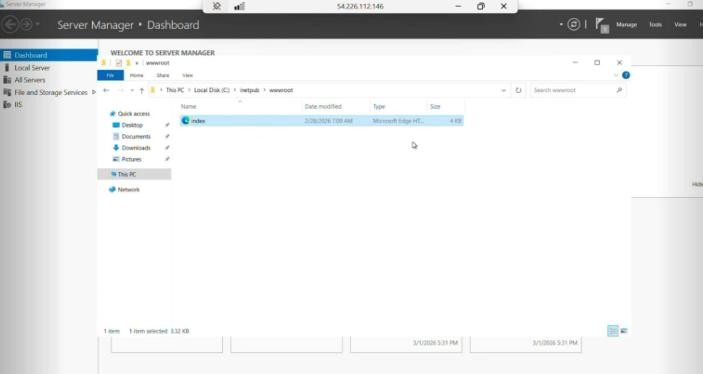 Server Manager
54.226.112.146
Server Manager • Dashboard
Manage Tools View
Dashboard
Local Server
All Servers
File and Storage Services
IIS
WELCOME TO SERVER MANAGER
wwwroot
File Home Share View
This PC > Local Disk (C:) > inetpub > wwwroot
Search wwwroot
Name Date modified Type Size
index 2/28/2026 7:09 AM Microsoft Edge HT... 4 KB
Quick access
Desktop
Documents
Downloads
Pictures
This PC
Network
Hide
1 item 1 item selected 3.32 KB
3/1/2026 5:31 PM 3/1/2026 5:31 PM